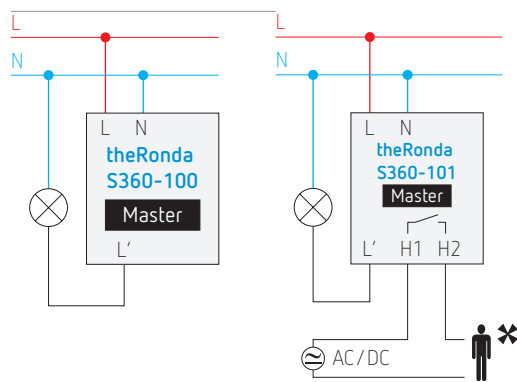 L
N
L N
theRonda
S360-100
Master
L′
L
N
L N
theRonda
S360-101
Master
L′ H1 H2
AC/DC